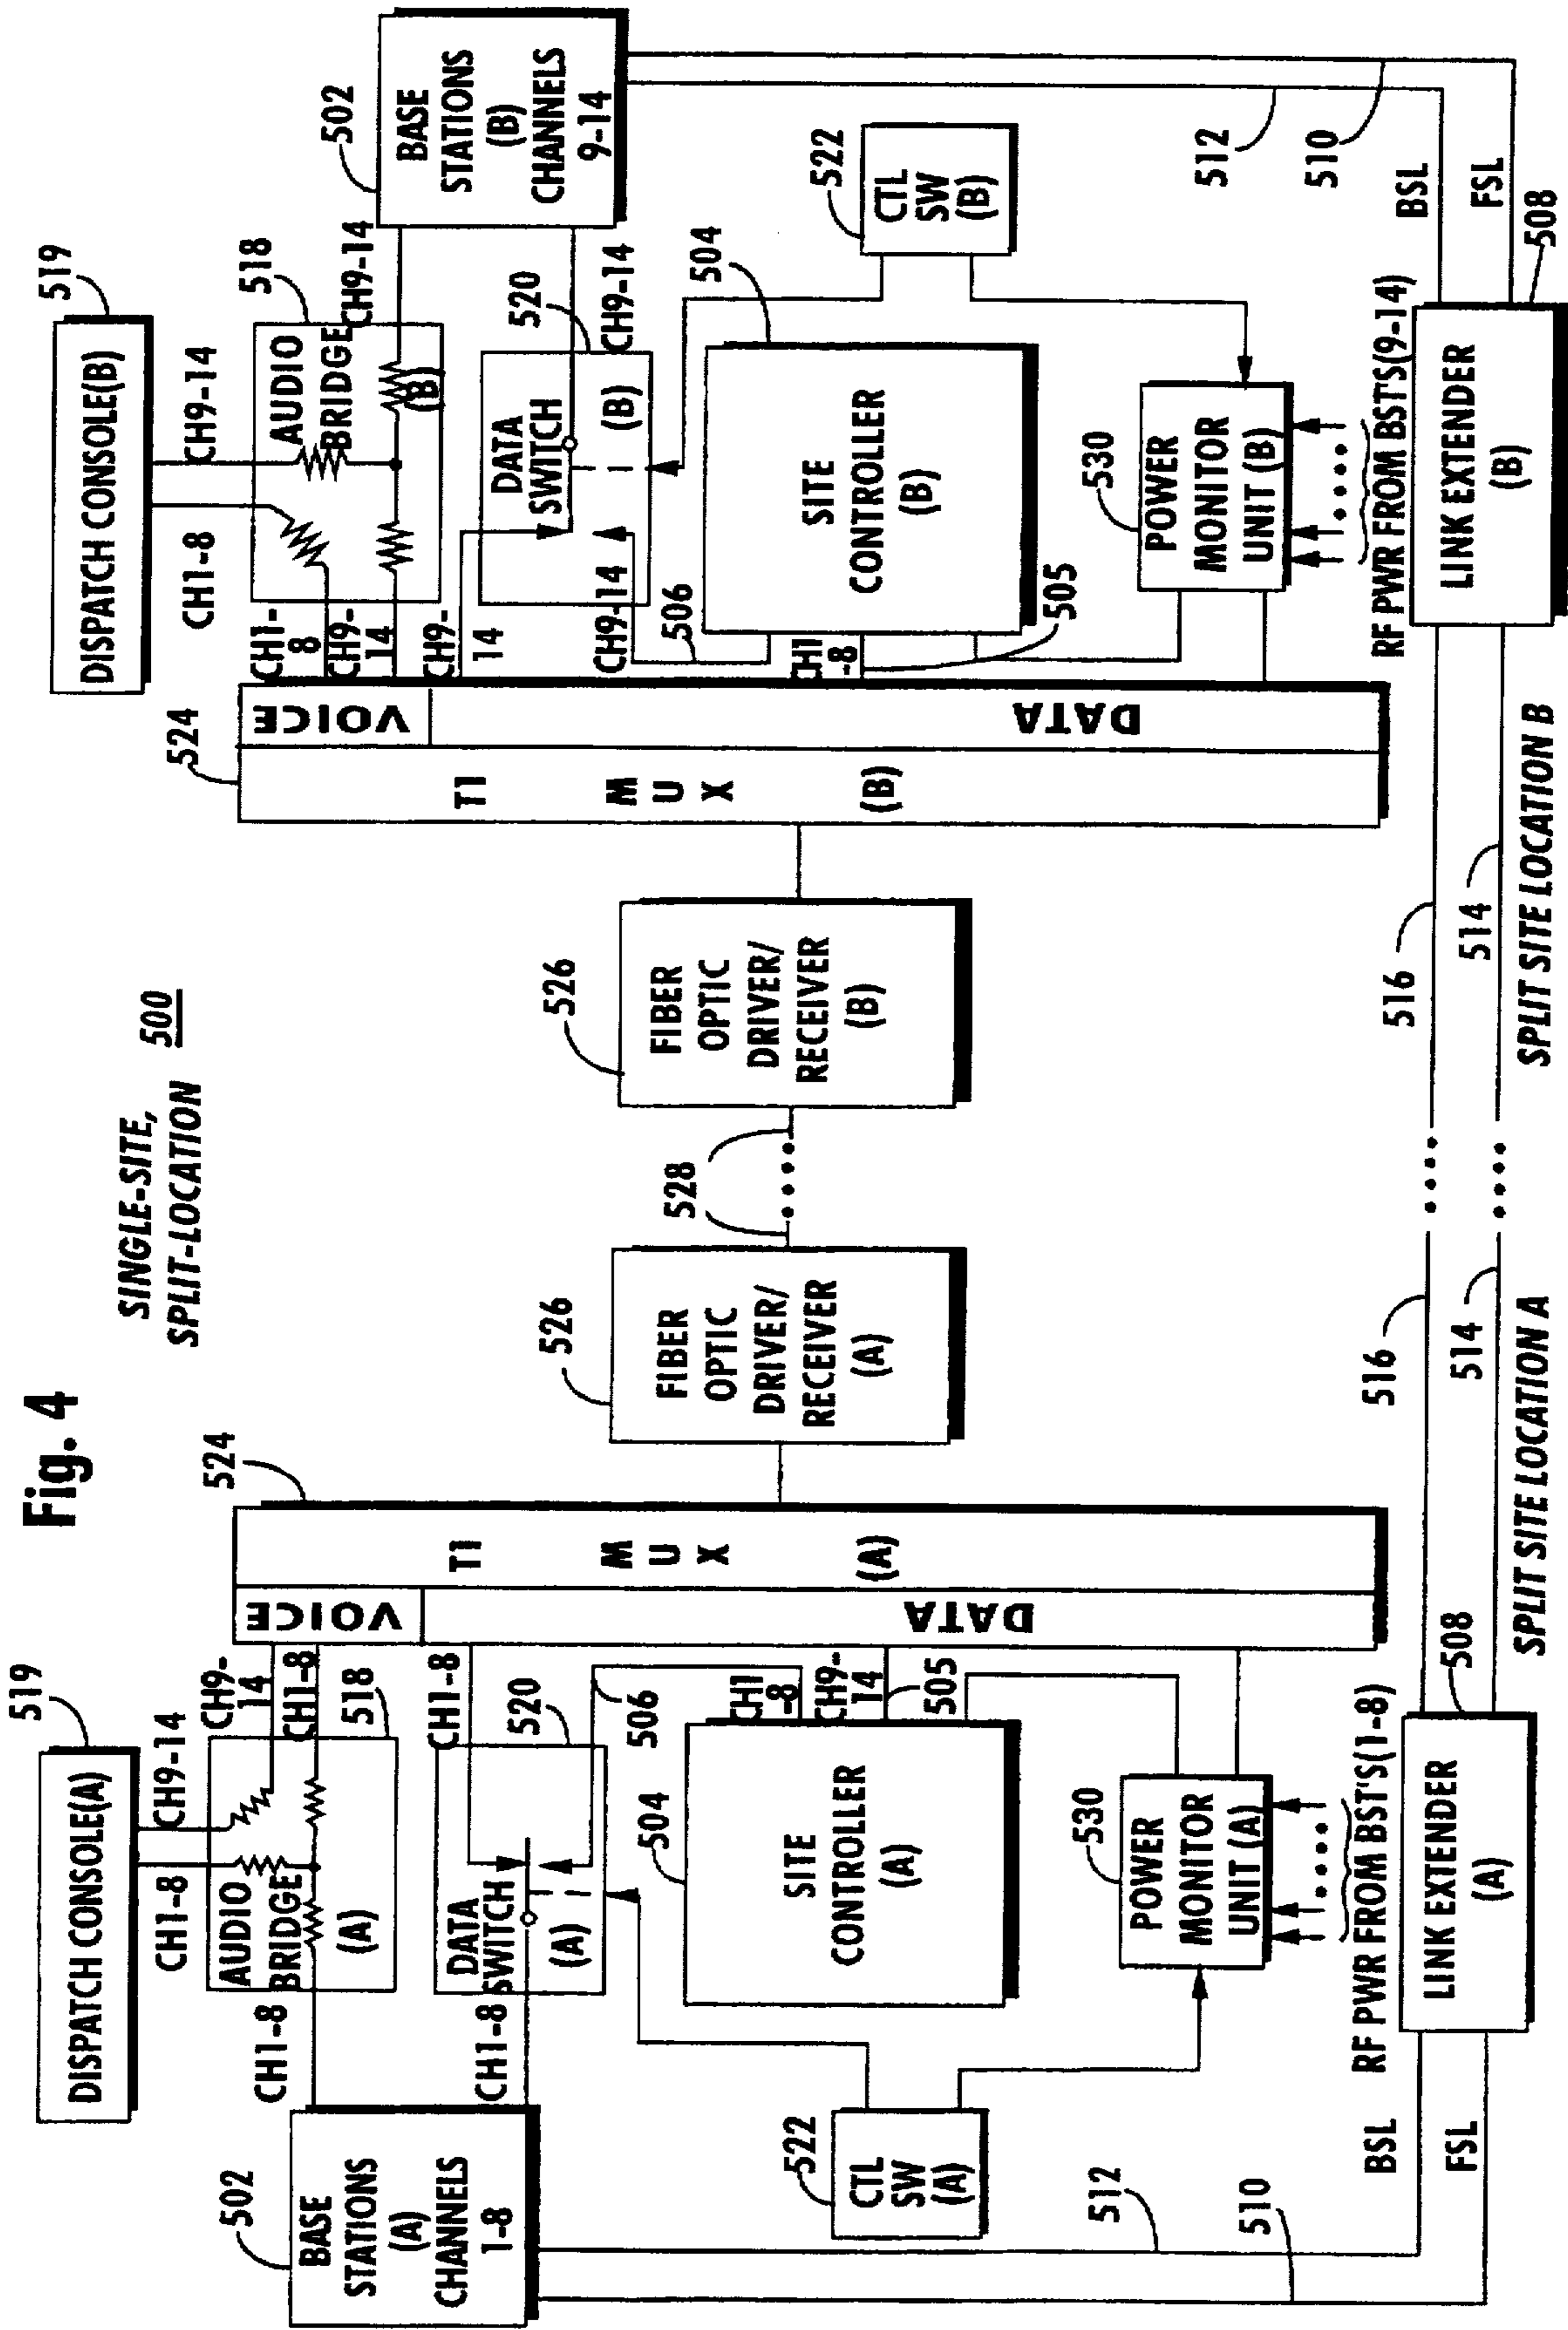 Fig. 4
SINGLE-SITE,
SPLIT-LOCATION
500
519
DISPATCH CONSOLE(A)
CH1-8
CH9-14
502
BASE
STATIONS
(A)
CHANNELS
1-8
CH1-8
AUDIO
BRIDGE
(A)
518
CH9-
14
CH1-8
CH1-8
DATA
SWITCH
(A)
520
CH1-8
506
504
SITE
CONTROLLER
(A)
CH1
-8
CH9-
14
505
522
CTL
SW
(A)
530
POWER
MONITOR
UNIT (A)
RF PWR FROM BST'S(1-8)
512
510
BSL
FSL
508
LINK EXTENDER
(A)
524
VOICE
DATA
T1
M
U
X
(A)
526
FIBER
OPTIC
DRIVER/
RECEIVER
(A)
528
526
FIBER
OPTIC
DRIVER/
RECEIVER
(B)
516
514
SPLIT SITE LOCATION A
516
514
SPLIT SITE LOCATION B
524
T1
M
U
X
(B)
VOICE
DATA
519
DISPATCH CONSOLE(B)
CH1-8
CH9-14
CH1-
8
CH9-
14
AUDIO
BRIDGE
(B)
518
CH9-14
502
BASE
STATIONS
(B)
CHANNELS
9-14
CH9-
14
DATA
SWITCH
(B)
520
CH9-14
CH9-14
506
504
SITE
CONTROLLER
(B)
CH1
-8
505
522
CTL
SW
(B)
530
POWER
MONITOR
UNIT (B)
RF PWR FROM BST'S(9-14)
512
510
BSL
FSL
508
LINK EXTENDER
(B)